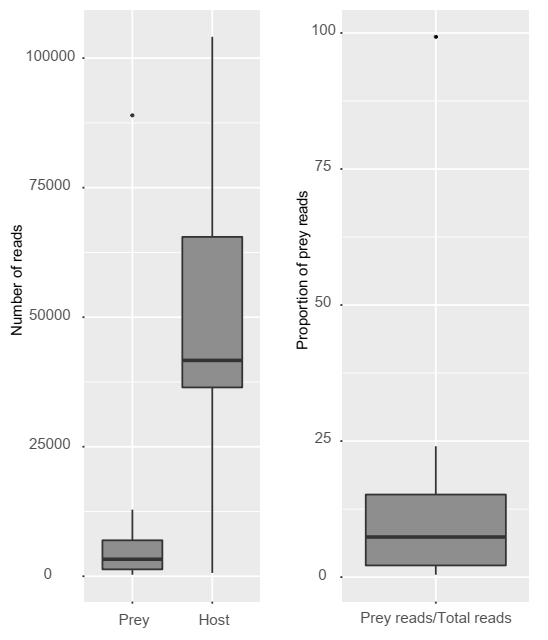 Number of reads
100000
75000
50000
25000
0
Prey Host
Proportion of prey reads
100
75
50
25
0
Prey reads/Total reads